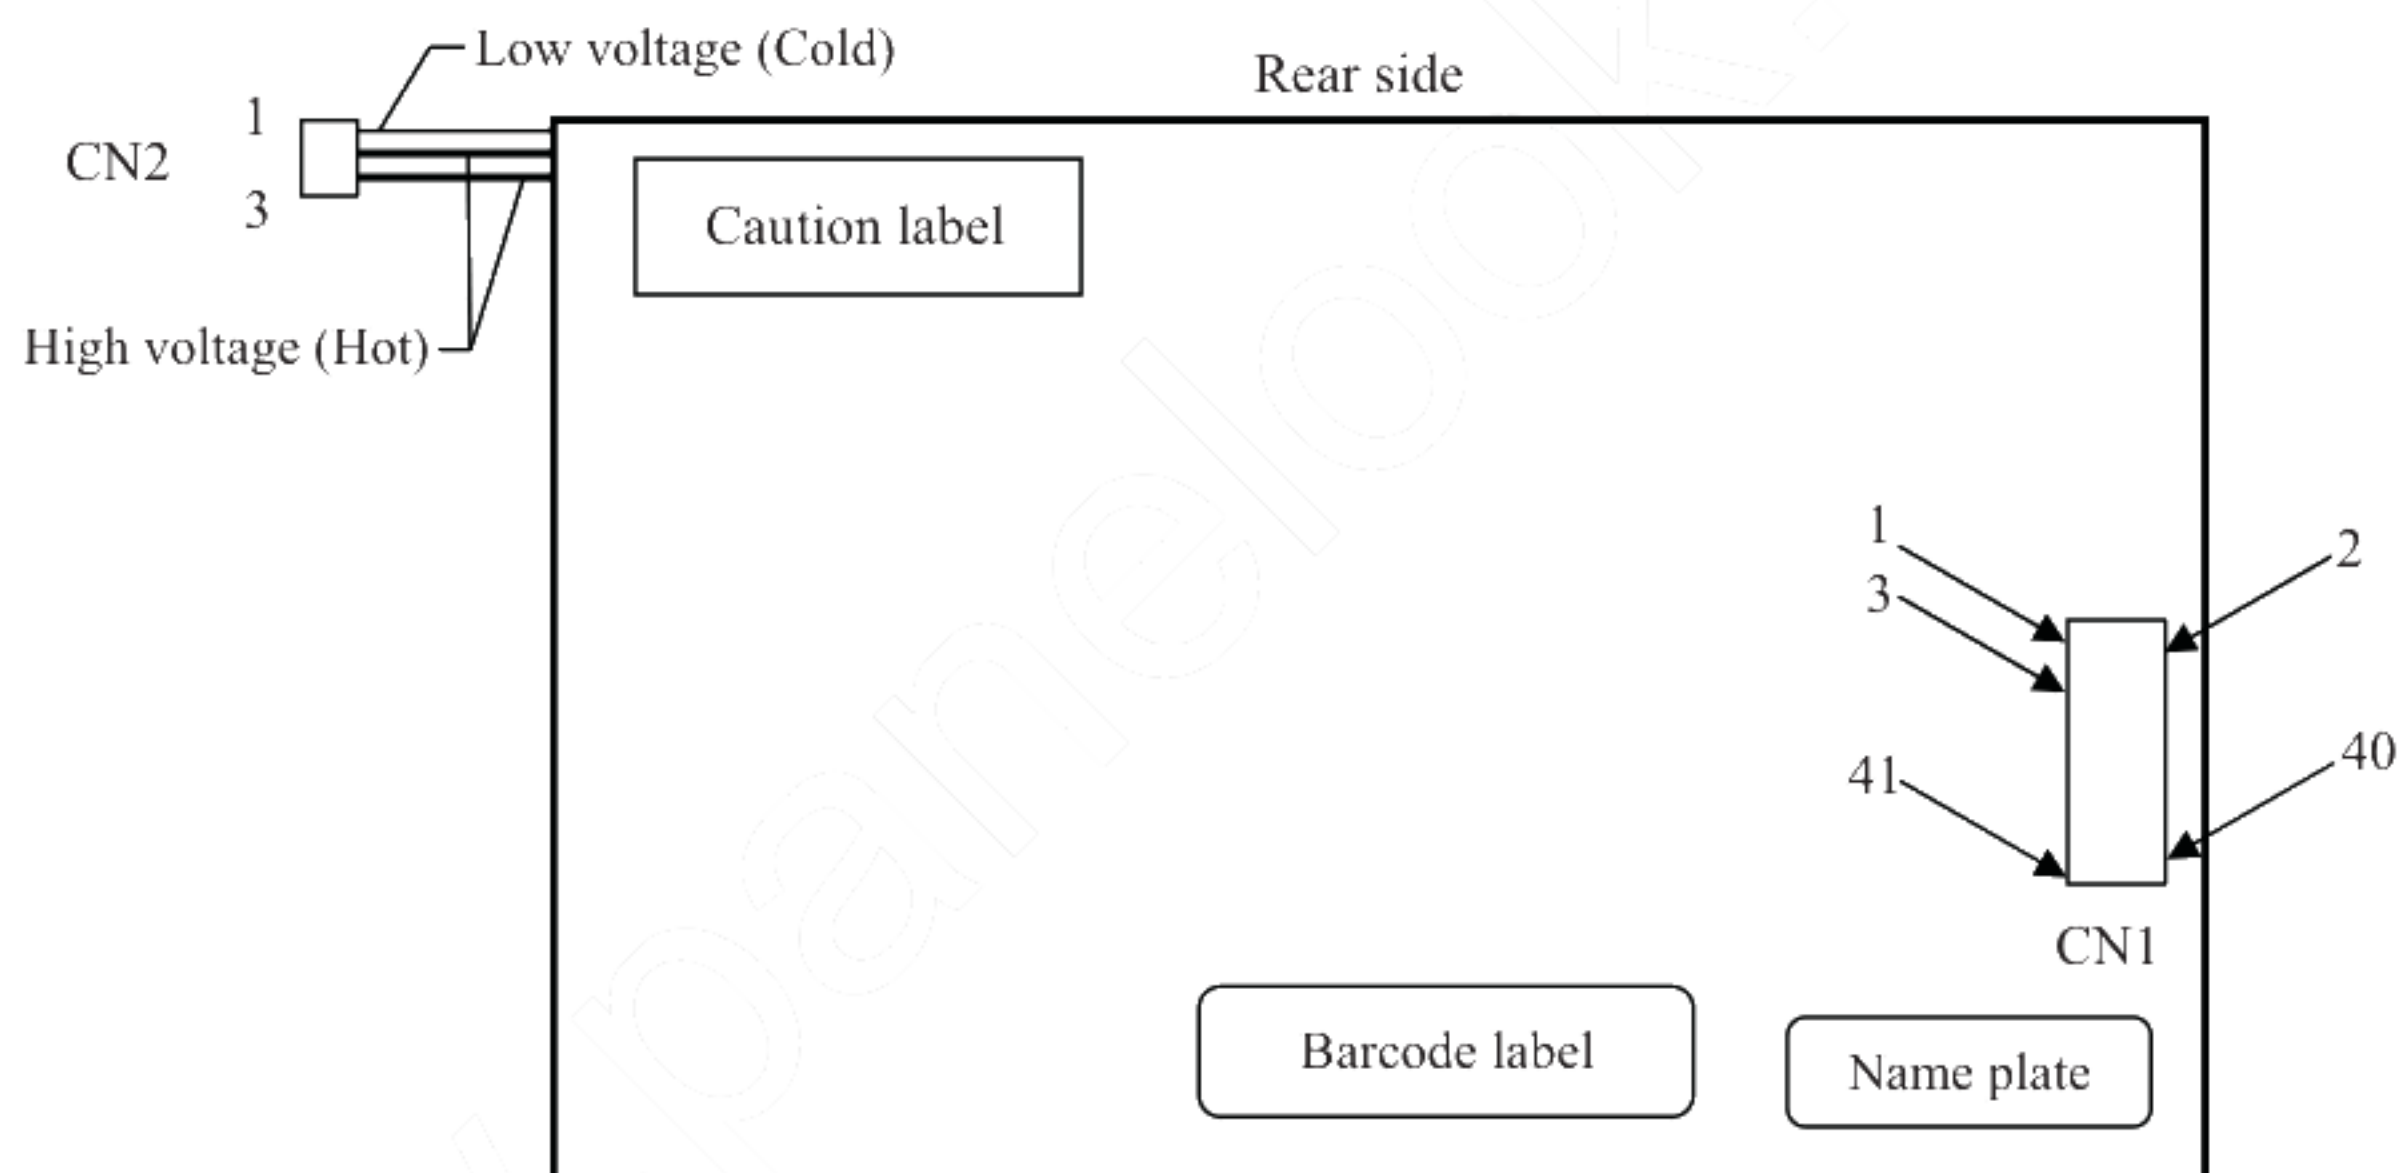 Low voltage (Cold)
Rear side
1
CN2
3
Caution label
High voltage (Hot)
1
2
3
40
41
CN1
Barcode label
Name plate
panelook.